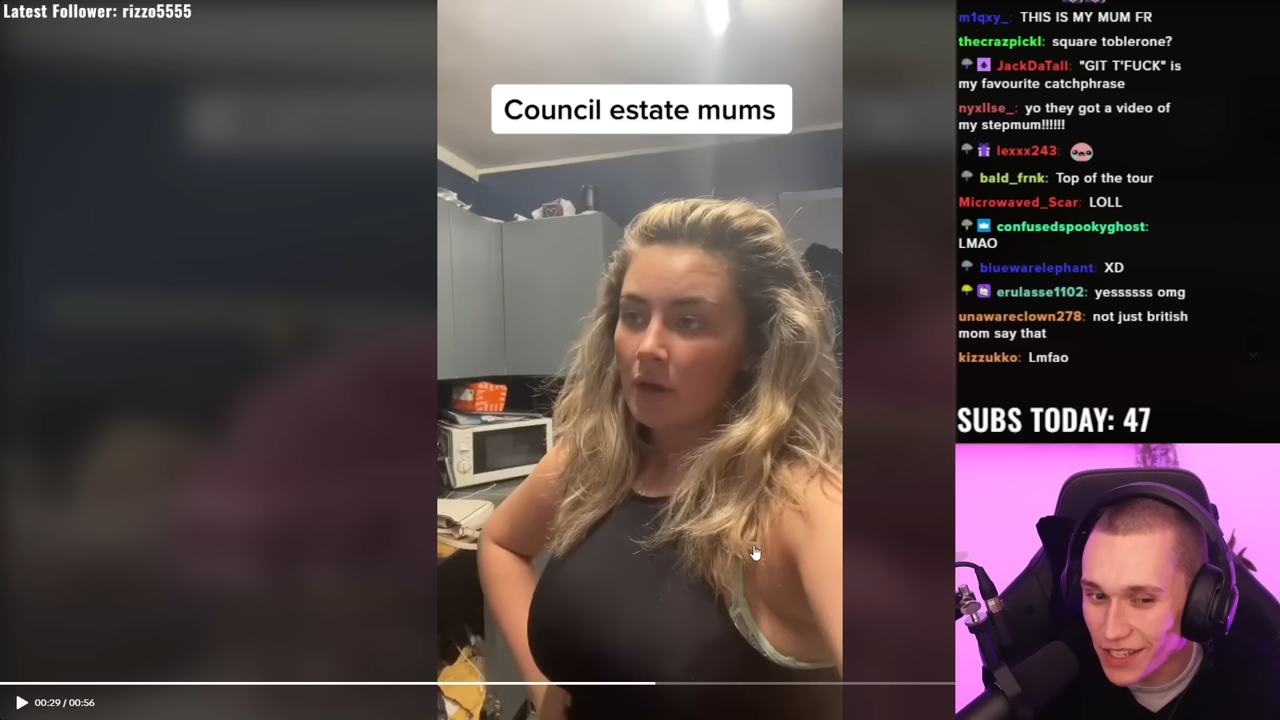 Latest Follower: rizzo5555
Council estate mums
m1qxy_: THIS IS MY MUM FR
thecrazpickl: square toblerone?
JackDaTall: "GIT T'FUCK" is
my favourite catchphrase
nyxllse_: yo they got a video of
my stepmum!!!!!!
lexxx243:
bald_frnk: Top of the tour
Microwaved_Scar: LOLL
confusedspookyghost:
LMAO
bluewarelephant: XD
erulasse1102: yessssss omg
unawareclown278: not just british
mom say that
kizzukko: Lmfao
SUBS TODAY: 47
00:29 / 00:56